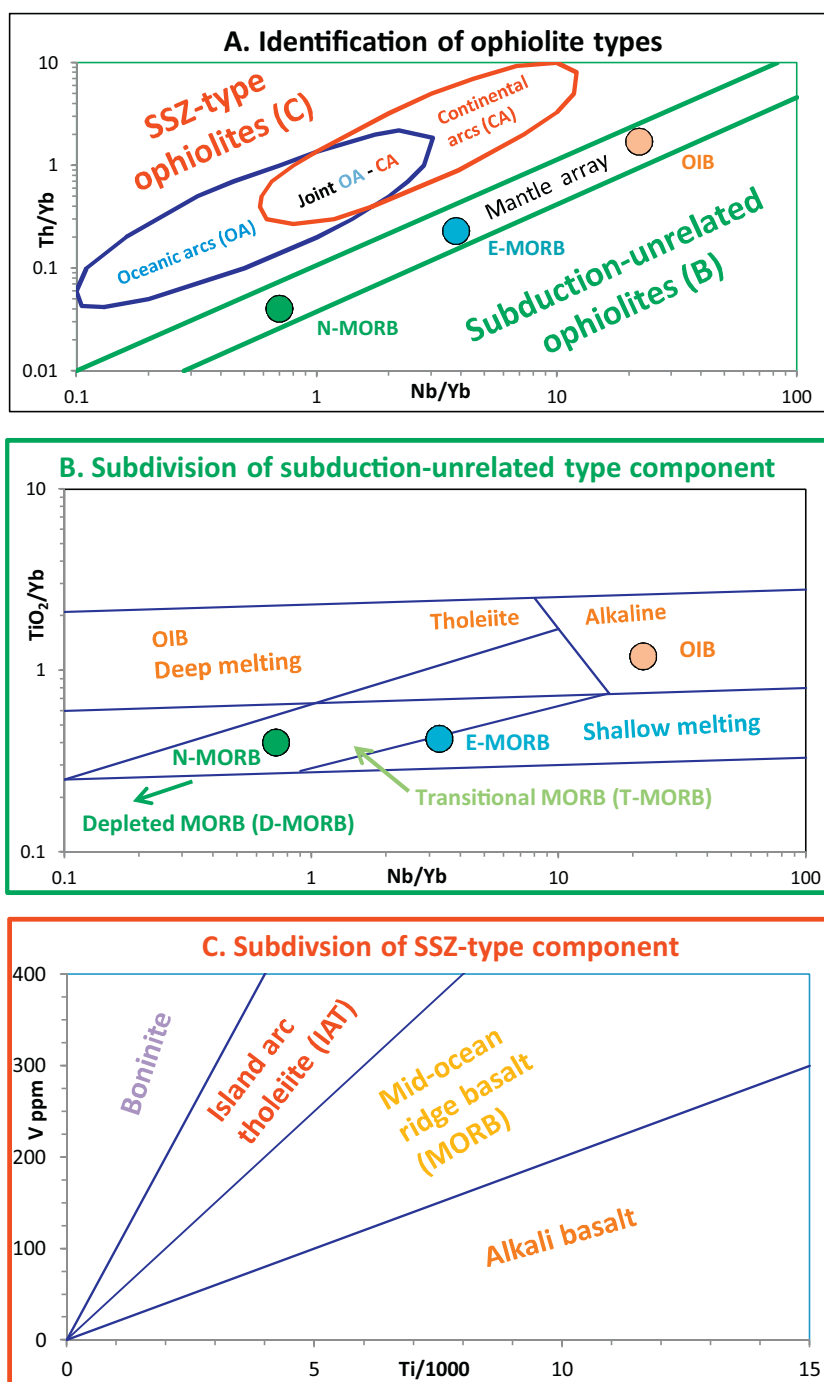 A. Identification of ophiolite types
10
1
0.1
0.01
Th/Yb
SSZ-type
ophiolites (C)
Continental
arcs (CA)
Joint OA - CA
Oceanic arcs (OA)
Mantle array
OIB
E-MORB
N-MORB
Subduction-unrelated
ophiolites (B)
0.1
1
Nb/Yb
10
100
B. Subdivision of subduction-unrelated type component
10
1
0.1
TiO2/Yb
OIB
Deep melting
Tholeiite
Alkaline
OIB
N-MORB
E-MORB
Shallow melting
Transitional MORB (T-MORB)
Depleted MORB (D-MORB)
0.1
1
Nb/Yb
10
100
C. Subdivsion of SSZ-type component
400
300
200
100
0
V ppm
Boninite
Island arc
tholeiite (IAT)
Mid-ocean
ridge basalt
(MORB)
Alkali basalt
0
5
Ti/1000
10
15